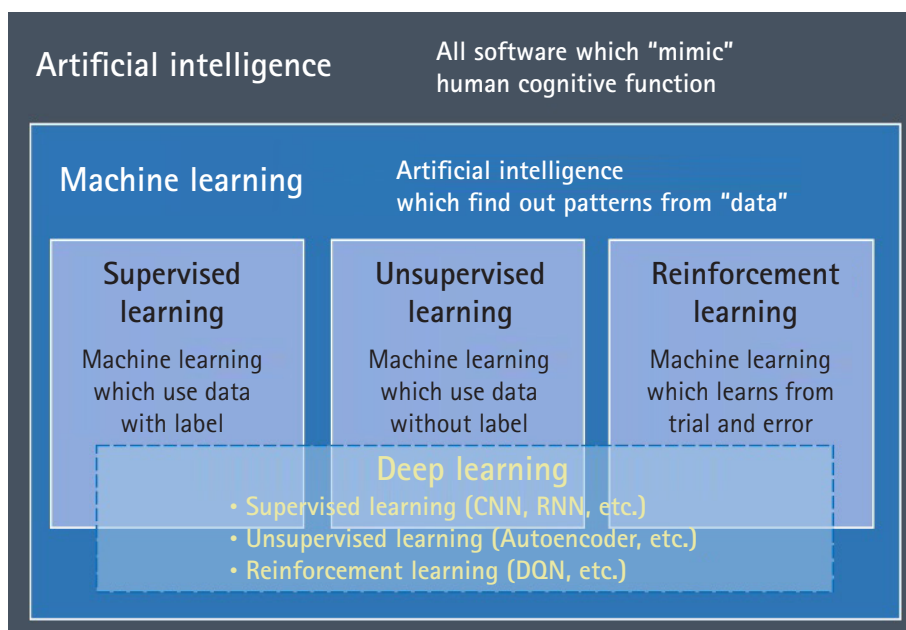 Artificial intelligence
All software which “mimic”
human cognitive function
Machine learning
Artificial intelligence
which find out patterns from “data”
Supervised
learning
Machine learning
which use data
with label
Unsupervised
learning
Machine learning
which use data
without label
Reinforcement
learning
Machine learning
which learns from
trial and error
Deep learning
• Supervised learning (CNN, RNN, etc.)
• Unsupervised learning (Autoencoder, etc.)
• Reinforcement learning (DQN, etc.)